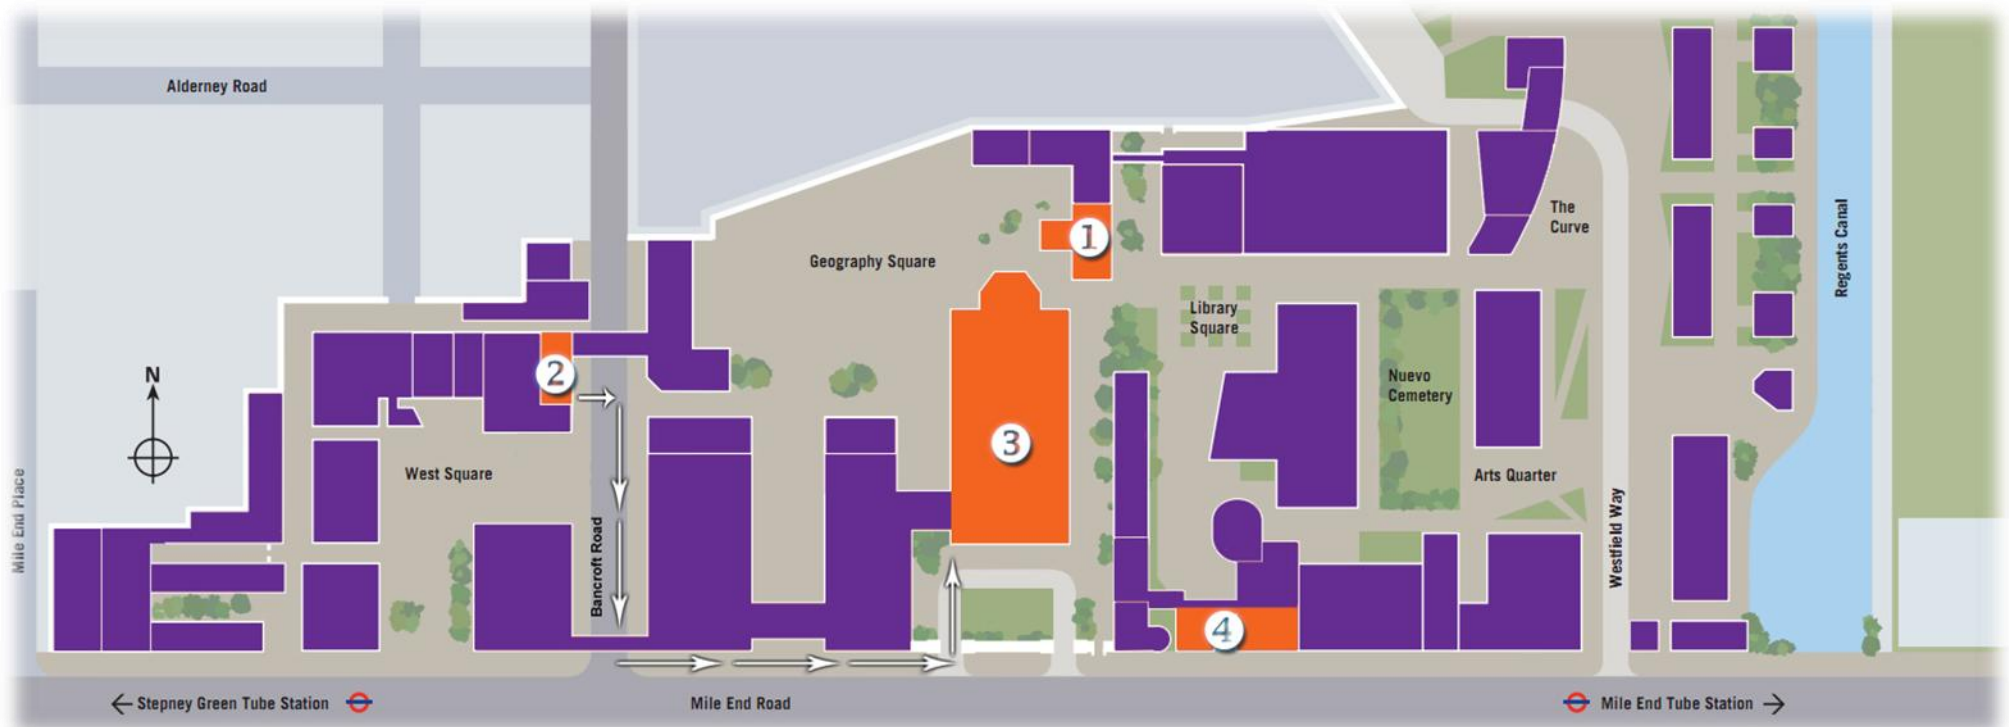 Alderney Road
The
Curve
Regents Canal
1
Geography Square
Library
Square
N
2
Nuevo
Cemetery
3
West Square
Arts Quarter
Mile End Place
Bancroft Road
Westfield Way
4
Stepney Green Tube Station
Mile End Road
Mile End Tube Station